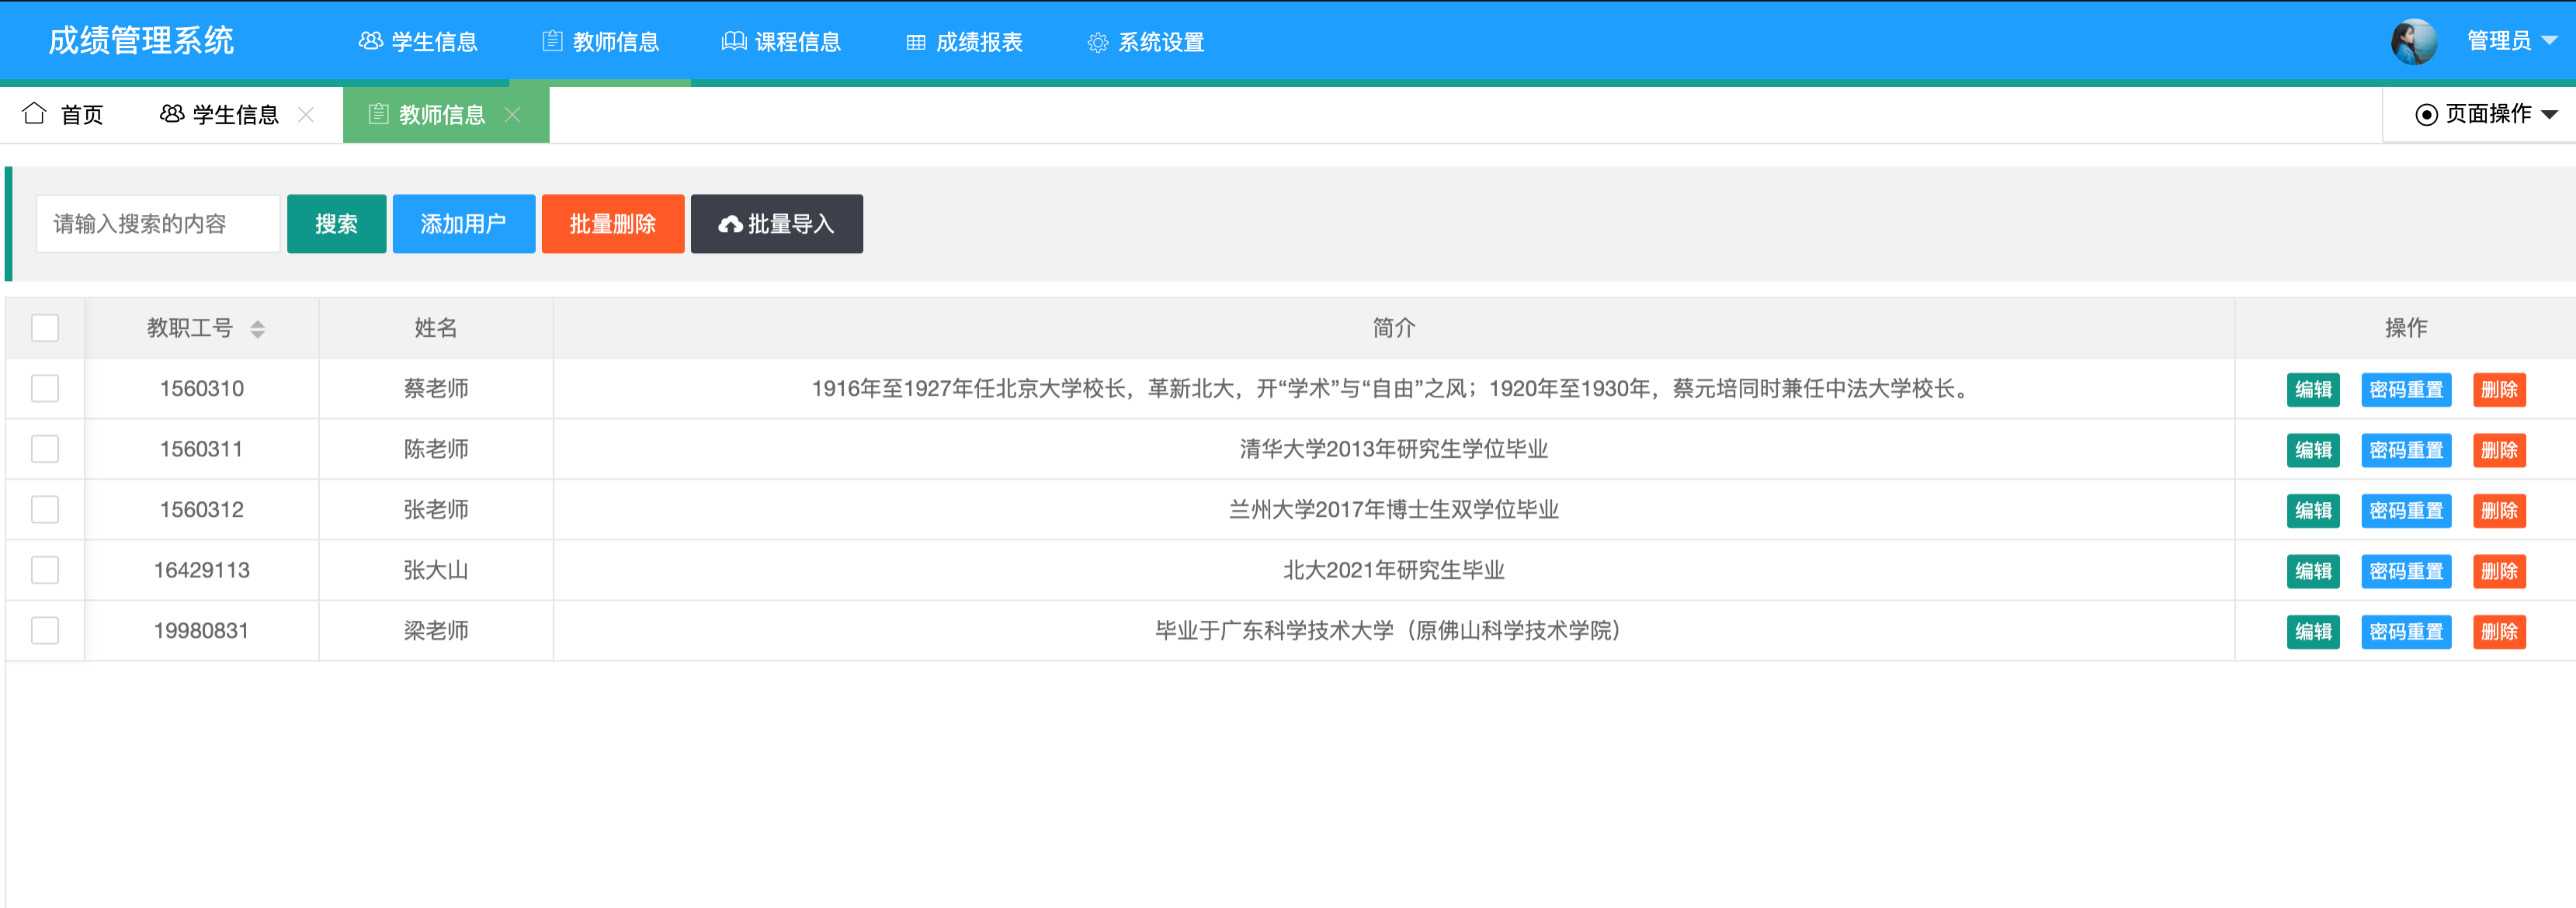 成绩管理系统 学生信息 教师信息 课程信息 成绩报表 系统设置 管理员
首页 学生信息 教师信息 页面操作
请输入搜索的内容 搜索 添加用户 批量删除 批量导入
教职工号 姓名 简介 操作
1560310 蔡老师 1916年至1927年任北京大学校长，革新北大，开“学术”与“自由”之风；1920年至1930年，蔡元培同时兼任中法大学校长。 编辑 密码重置 删除
1560311 陈老师 清华大学2013年研究生学位毕业 编辑 密码重置 删除
1560312 张老师 兰州大学2017年博士生双学位毕业 编辑 密码重置 删除
16429113 张大山 北大2021年研究生毕业 编辑 密码重置 删除
19980831 梁老师 毕业于广东科学技术大学（原佛山科学技术学院） 编辑 密码重置 删除